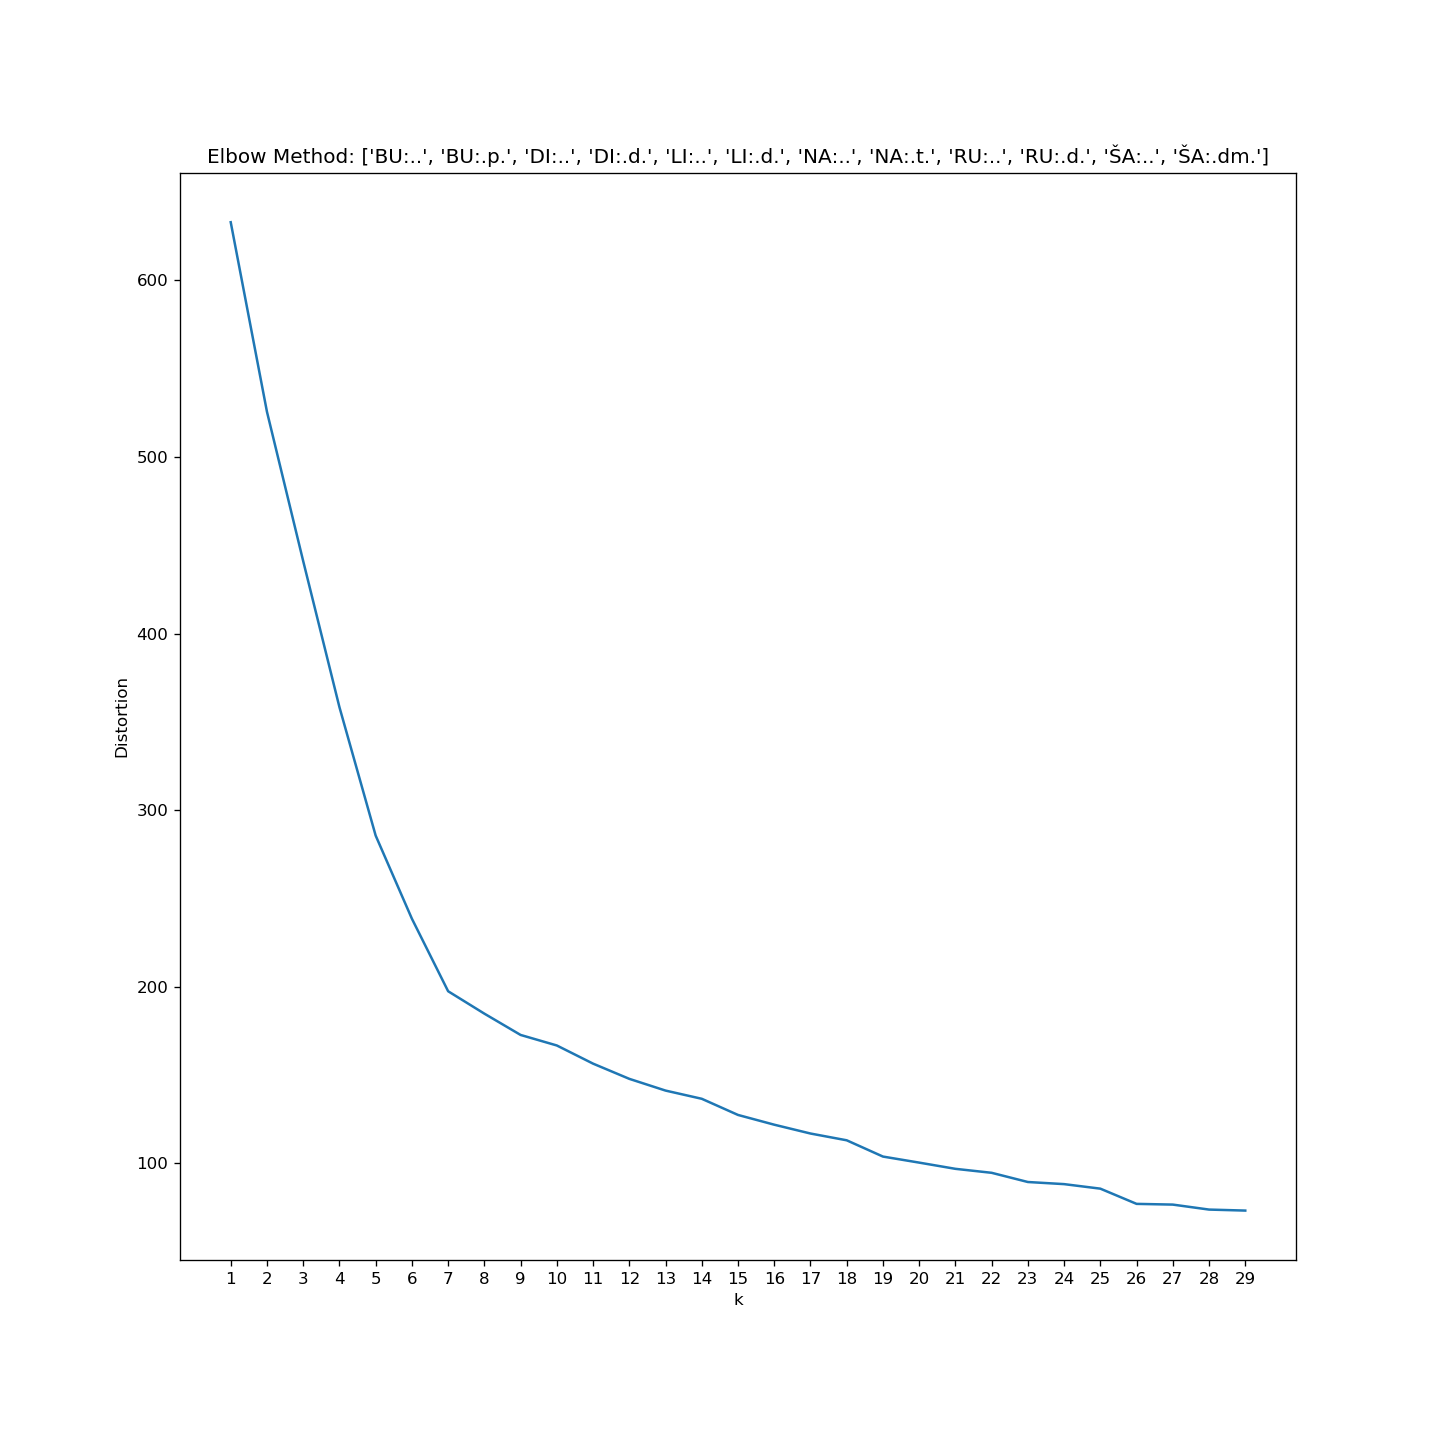 Elbow Method: ['BU:..', 'BU:.p.', 'DI:..', 'DI:.d.', 'LI:..', 'LI:.d.', 'NA:..', 'NA:.t.', 'RU:..', 'RU:.d.', 'ŠA:..', 'ŠA:.dm.']
600
500
400
300
200
100
Distortion
1 2 3 4 5 6 7 8 9 10 11 12 13 14 15 16 17 18 19 20 21 22 23 24 25 26 27 28 29
k